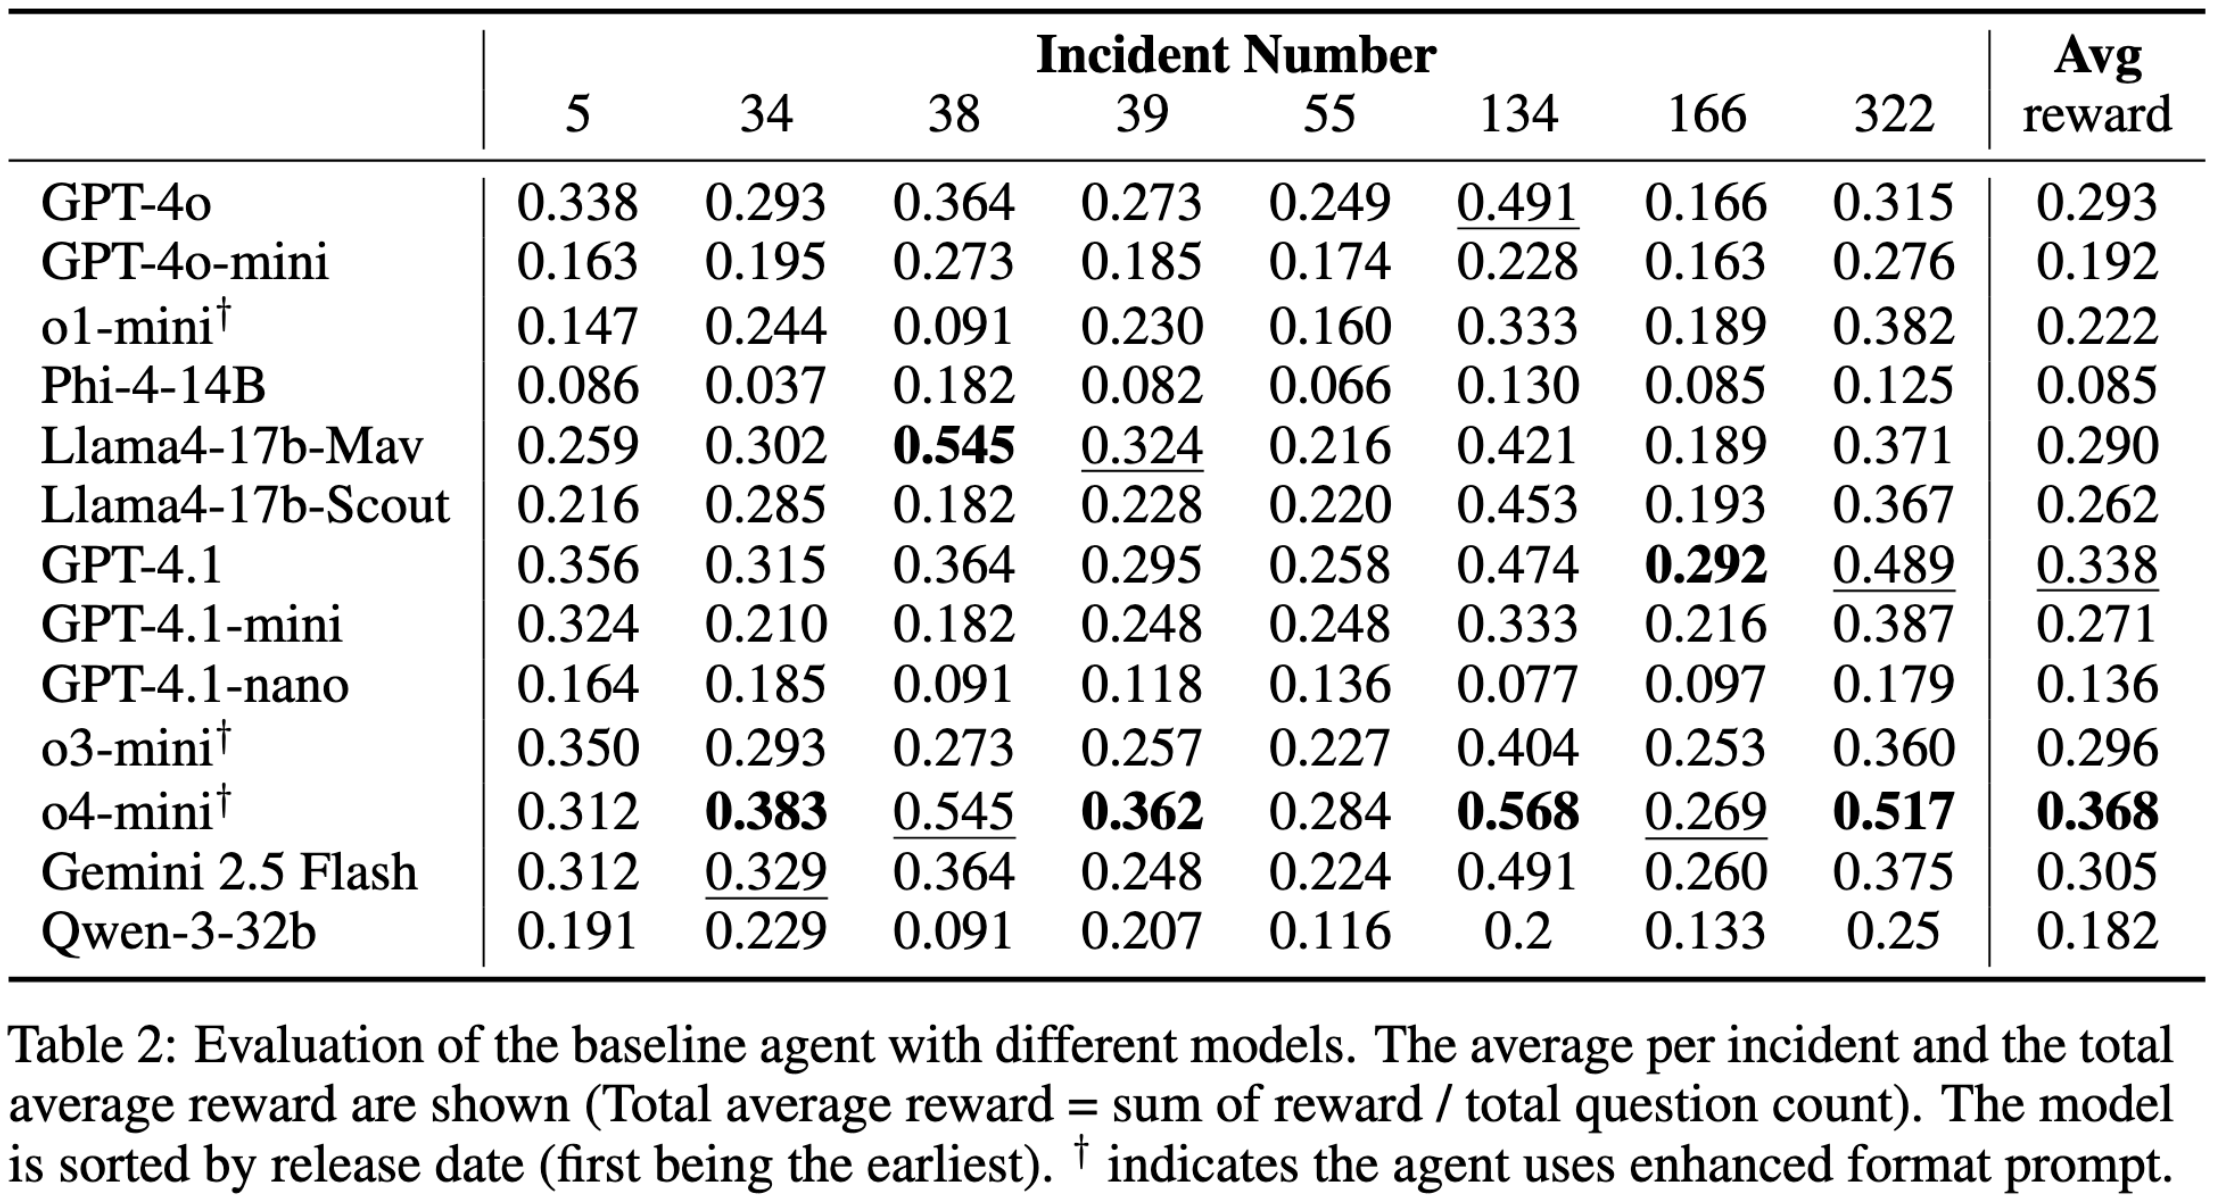 Incident Number Avg
5 34 38 39 55 134 166 322 reward
GPT-4o 0.338 0.293 0.364 0.273 0.249 0.491 0.166 0.315 0.293
GPT-4o-mini 0.163 0.195 0.273 0.185 0.174 0.228 0.163 0.276 0.192
o1-mini† 0.147 0.244 0.091 0.230 0.160 0.333 0.189 0.382 0.222
Phi-4-14B 0.086 0.037 0.182 0.082 0.066 0.130 0.085 0.125 0.085
Llama4-17b-Mav 0.259 0.302 0.545 0.324 0.216 0.421 0.189 0.371 0.290
Llama4-17b-Scout 0.216 0.285 0.182 0.228 0.220 0.453 0.193 0.367 0.262
GPT-4.1 0.356 0.315 0.364 0.295 0.258 0.474 0.292 0.489 0.338
GPT-4.1-mini 0.324 0.210 0.182 0.248 0.248 0.333 0.216 0.387 0.271
GPT-4.1-nano 0.164 0.185 0.091 0.118 0.136 0.077 0.097 0.179 0.136
o3-mini† 0.350 0.293 0.273 0.257 0.227 0.404 0.253 0.360 0.296
o4-mini† 0.312 0.383 0.545 0.362 0.284 0.568 0.269 0.517 0.368
Gemini 2.5 Flash 0.312 0.329 0.364 0.248 0.224 0.491 0.260 0.375 0.305
Qwen-3-32b 0.191 0.229 0.091 0.207 0.116 0.2 0.133 0.25 0.182
Table 2: Evaluation of the baseline agent with different models. The average per incident and the total
average reward are shown (Total average reward = sum of reward / total question count). The model
is sorted by release date (first being the earliest). † indicates the agent uses enhanced format prompt.